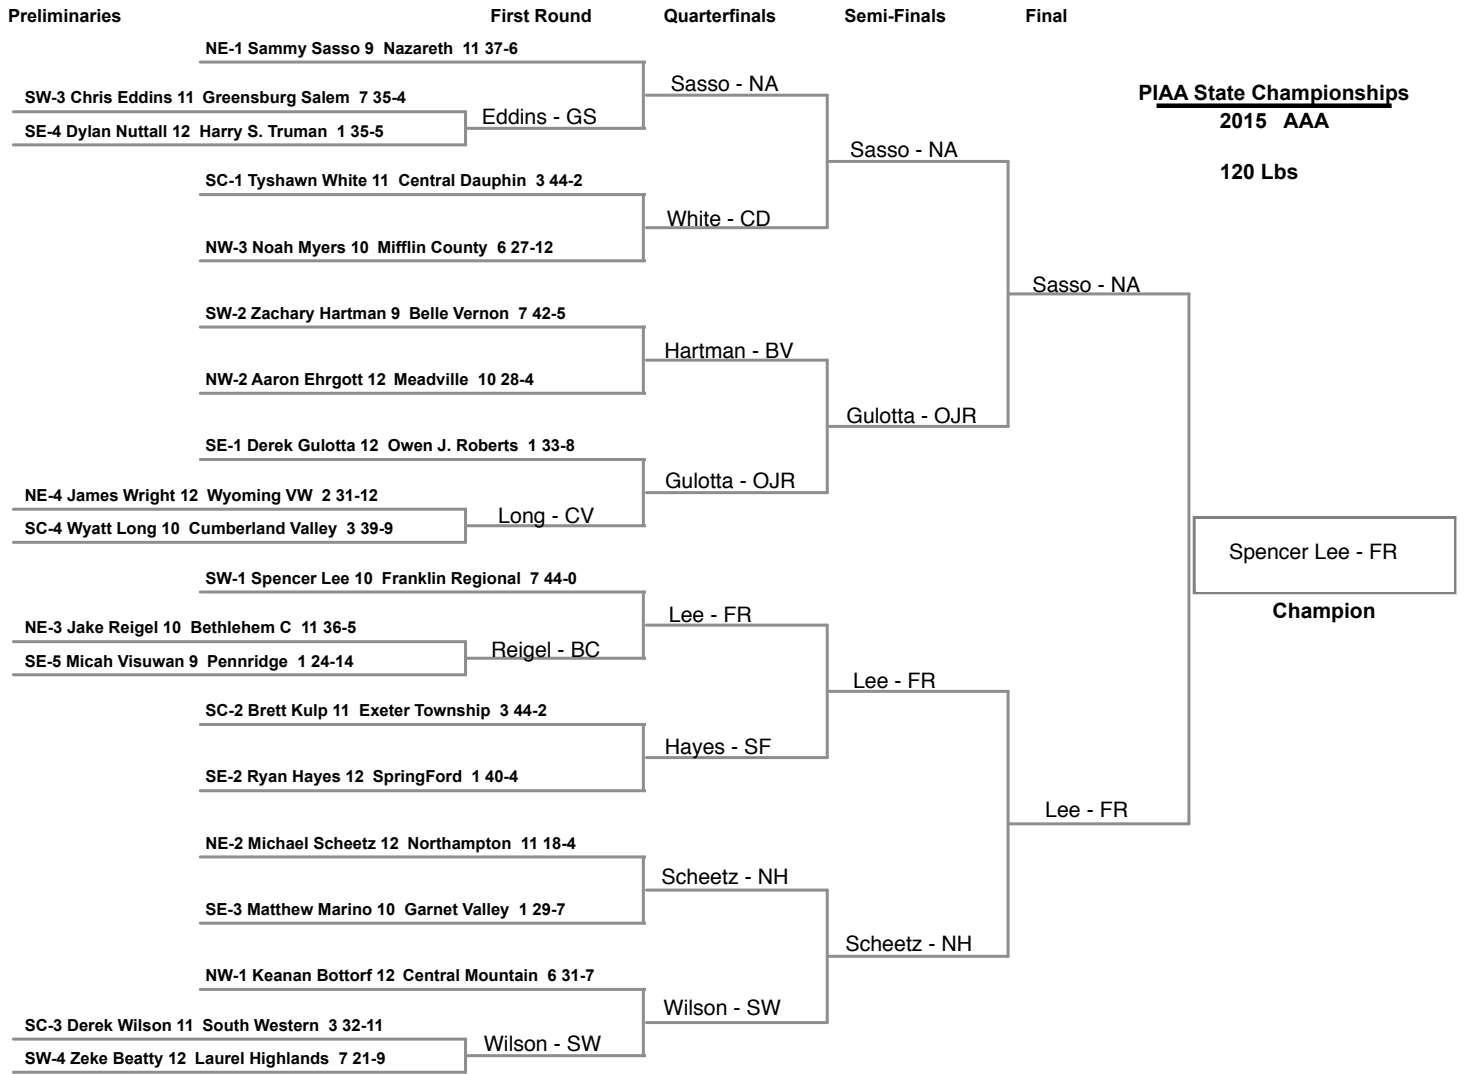 Preliminaries
First Round
Quarterfinals
Semi-Finals
Final
NE-1 Sammy Sasso 9 Nazareth 11 37-6
Sasso - NA
SW-3 Chris Eddins 11 Greensburg Salem 7 35-4
Eddins - GS
SE-4 Dylan Nuttall 12 Harry S. Truman 1 35-5
PIAA State Championships
2015 AAA
120 Lbs
Sasso - NA
SC-1 Tyshawn White 11 Central Dauphin 3 44-2
White - CD
NW-3 Noah Myers 10 Mifflin County 6 27-12
Sasso - NA
SW-2 Zachary Hartman 9 Belle Vernon 7 42-5
Hartman - BV
NW-2 Aaron Ehrgott 12 Meadville 10 28-4
Gulotta - OJR
SE-1 Derek Gulotta 12 Owen J. Roberts 1 33-8
Gulotta - OJR
NE-4 James Wright 12 Wyoming VW 2 31-12
Long - CV
SC-4 Wyatt Long 10 Cumberland Valley 3 39-9
Spencer Lee - FR
Champion
SW-1 Spencer Lee 10 Franklin Regional 7 44-0
Lee - FR
NE-3 Jake Reigel 10 Bethlehem C 11 36-5
Reigel - BC
SE-5 Micah Visuwan 9 Pennridge 1 24-14
Lee - FR
SC-2 Brett Kulp 11 Exeter Township 3 44-2
Hayes - SF
SE-2 Ryan Hayes 12 SpringFord 1 40-4
Lee - FR
NE-2 Michael Scheetz 12 Northampton 11 18-4
Scheetz - NH
SE-3 Matthew Marino 10 Garnet Valley 1 29-7
Scheetz - NH
NW-1 Keanan Bottorf 12 Central Mountain 6 31-7
Wilson - SW
SC-3 Derek Wilson 11 South Western 3 32-11
Wilson - SW
SW-4 Zeke Beatty 12 Laurel Highlands 7 21-9